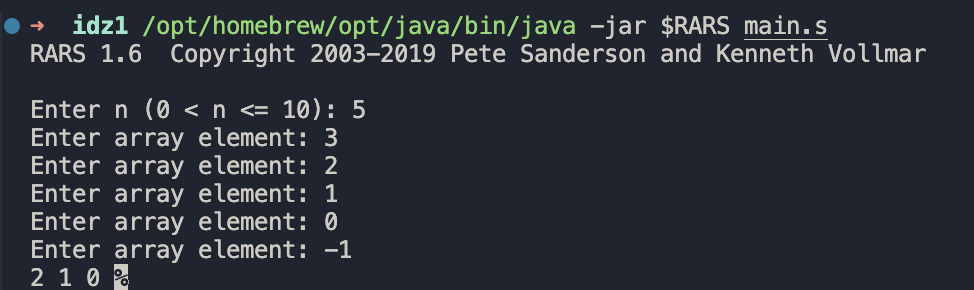 ➜ idz1 /opt/homebrew/opt/java/bin/java -jar $RARS main.s
RARS 1.6  Copyright 2003-2019 Pete Sanderson and Kenneth Vollmar

Enter n (0 < n <= 10): 5
Enter array element: 3
Enter array element: 2
Enter array element: 1
Enter array element: 0
Enter array element: -1
2 1 0 %